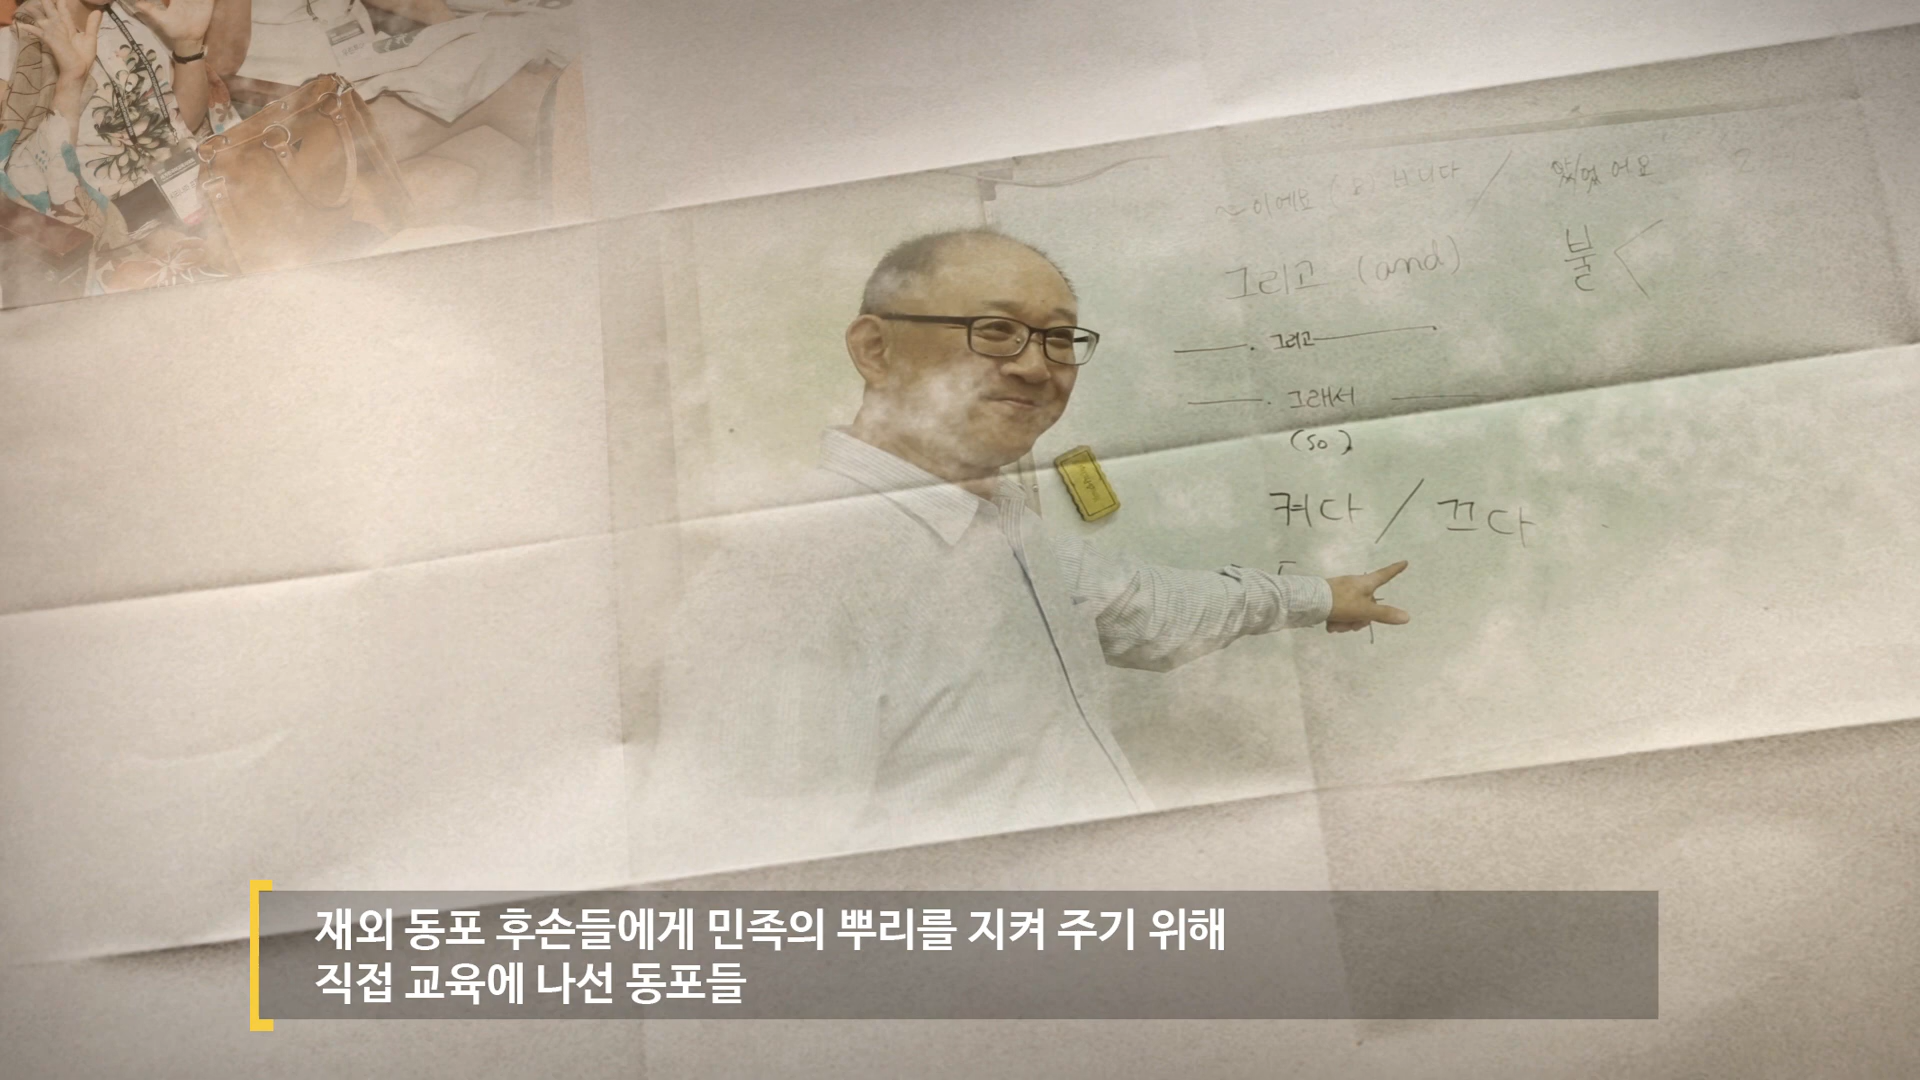 ~이에요 ( ㅂ니다 / 았/었어요
그리고 (and) 불 <
. 그리고
. 그래서
(so)
켜다 / 끄다
재외 동포 후손들에게 민족의 뿌리를 지켜 주기 위해
직접 교육에 나선 동포들